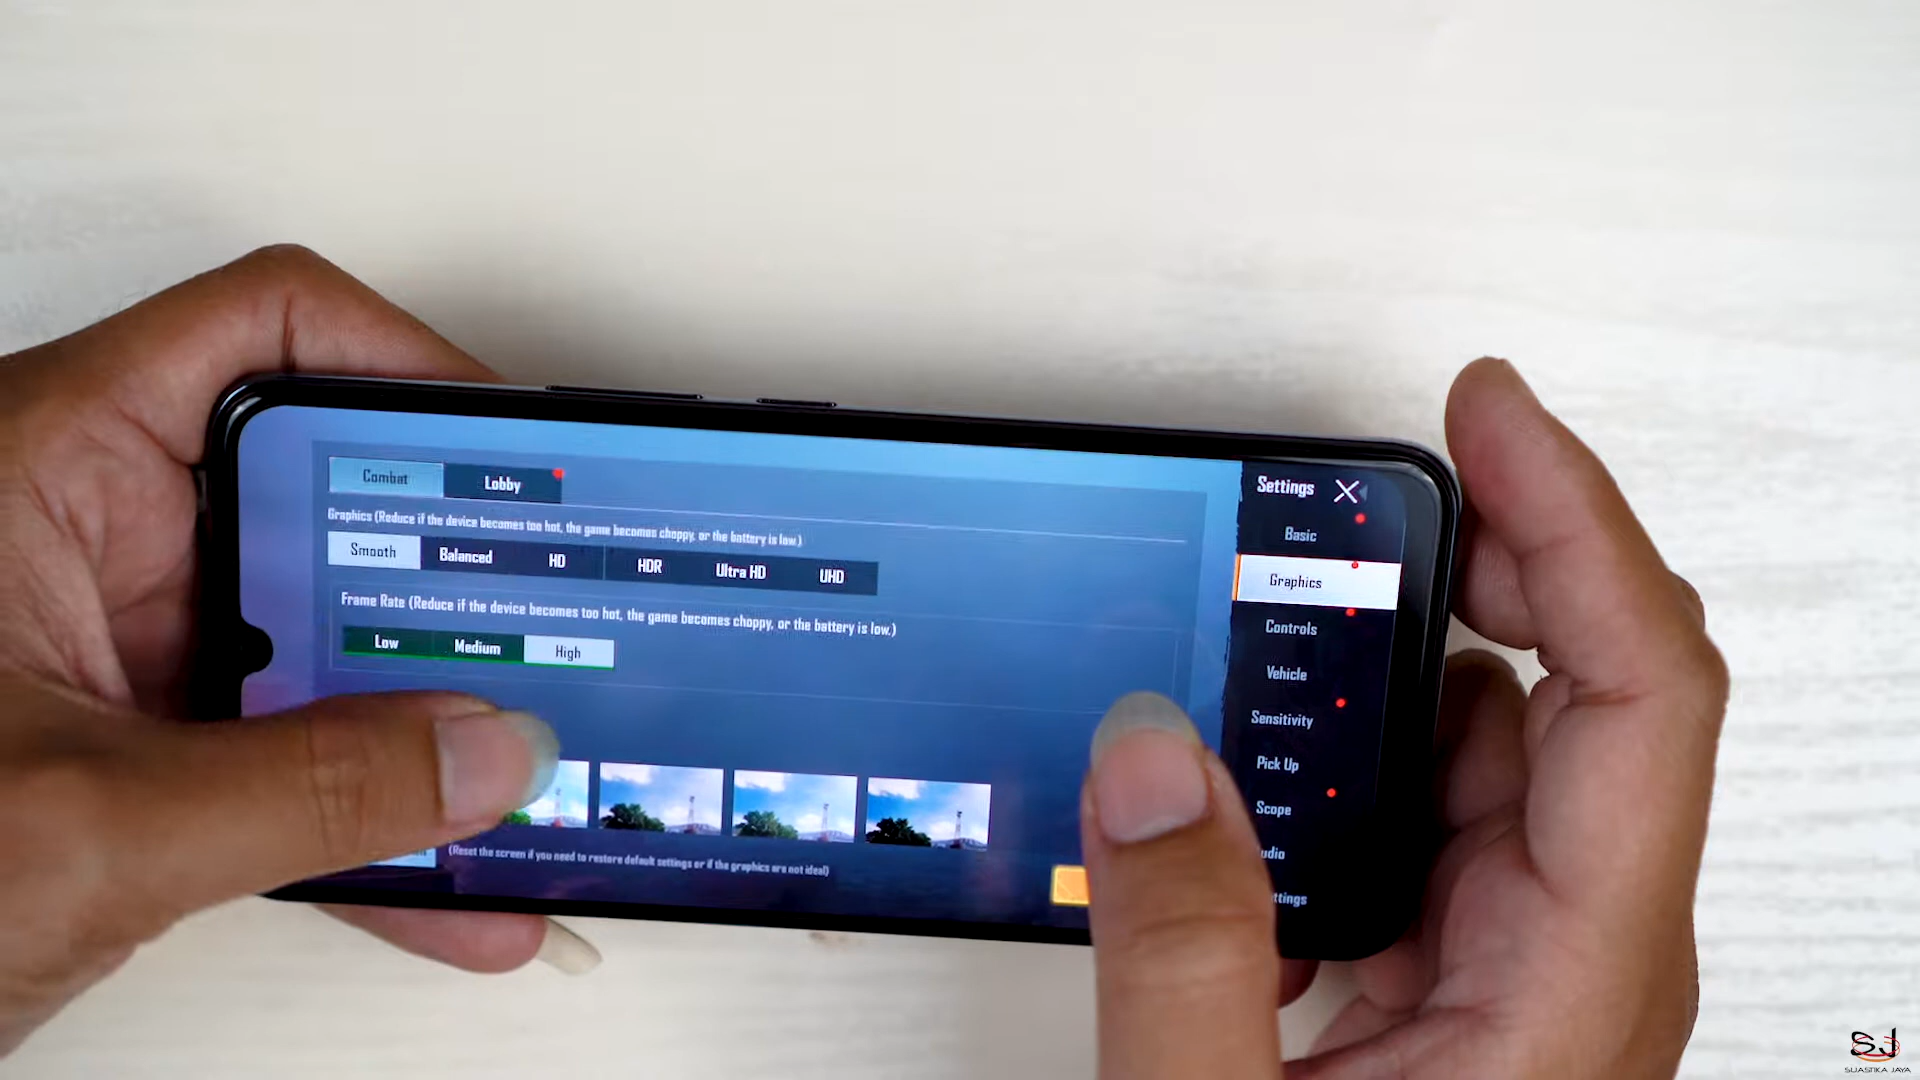 Combat
Lobby
Graphics (Reduce if the device becomes too hot, the game becomes choppy, or the battery is low.)
Smooth
Balanced
HD
HDR
Ultra HD
UHD
Frame Rate (Reduce if the device becomes too hot, the game becomes choppy, or the battery is low.)
Low
Medium
High
(Reset the screen if you need to restore default settings or if the graphics are not ideal)
Settings
Basic
Graphics
Controls
Vehicle
Sensitivity
Pick Up
Scope
SJ
SUASTIKA JAYA